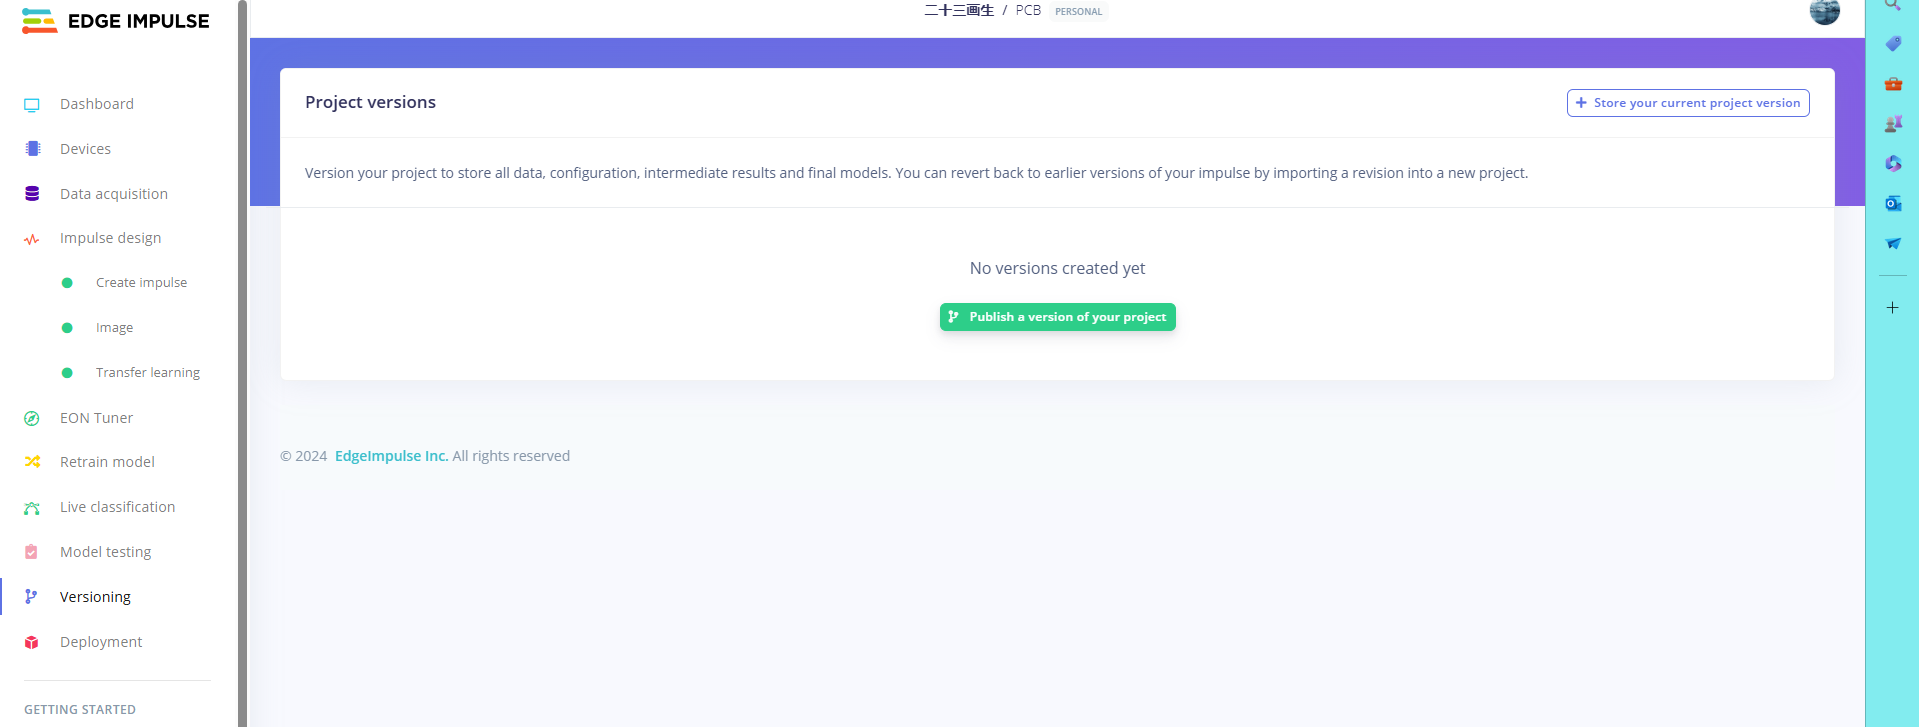 EDGE IMPULSE
Dashboard
Devices
Data acquisition
Impulse design
Create impulse
Image
Transfer learning
EON Tuner
Retrain model
Live classification
Model testing
Versioning
Deployment
GETTING STARTED
二十三画生 / PCB PERSONAL
Project versions
+ Store your current project version
Version your project to store all data, configuration, intermediate results and final models. You can revert back to earlier versions of your impulse by importing a revision into a new project.
No versions created yet
Publish a version of your project
© 2024 EdgeImpulse Inc. All rights reserved